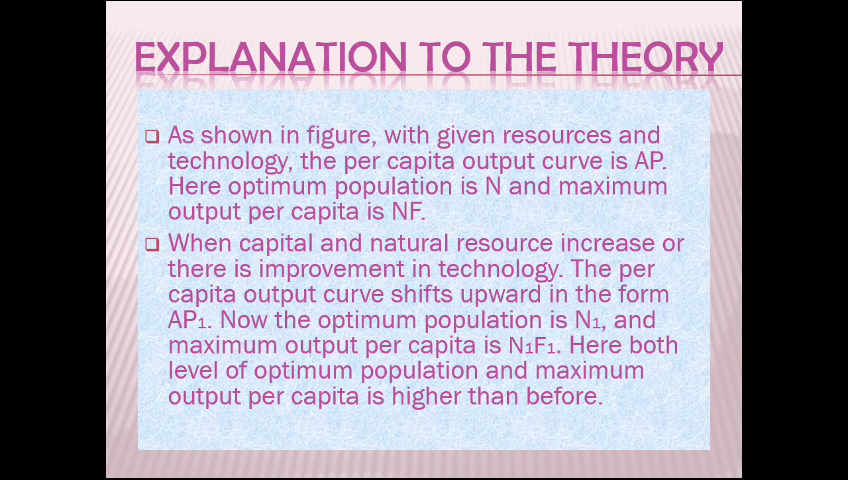 EXPLANATION TO THE THEORY
❑ As shown in figure, with given resources and
technology, the per capita output curve is AP.
Here optimum population is N and maximum
output per capita is NF.
❑ When capital and natural resource increase or
there is improvement in technology. The per
capita output curve shifts upward in the form
AP₁. Now the optimum population is N₁, and
maximum output per capita is N₁F₁. Here both
level of optimum population and maximum
output per capita is higher than before.